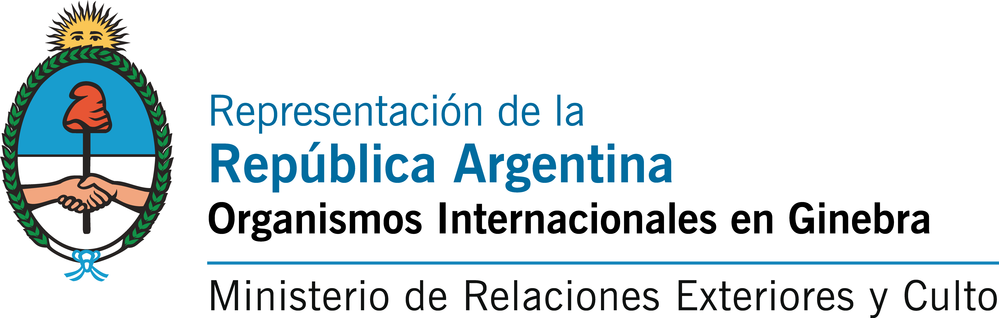 Representación de la
República Argentina
Organismos Internacionales en Ginebra
Ministerio de Relaciones Exteriores y Culto